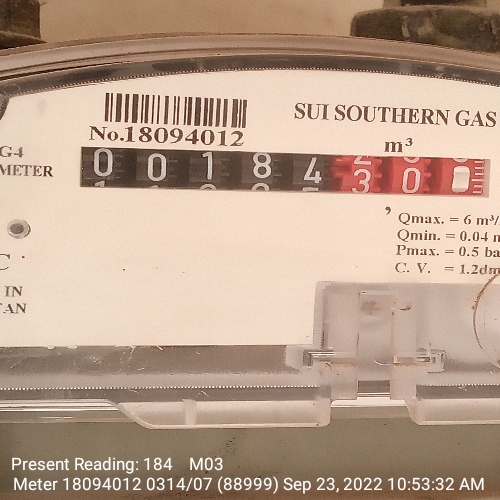 SUI SOUTHERN GAS
No.18094012
m³
G4
METER
0 0 1 8 4 3 0
Qmax. = 6 m³/
Qmin. = 0.04 m
Pmax. = 0.5 ba
C. V. = 1.2dm
C
IN
TAN
Present Reading: 184 M03
Meter 18094012 0314/07 (88999) Sep 23, 2022 10:53:32 AM